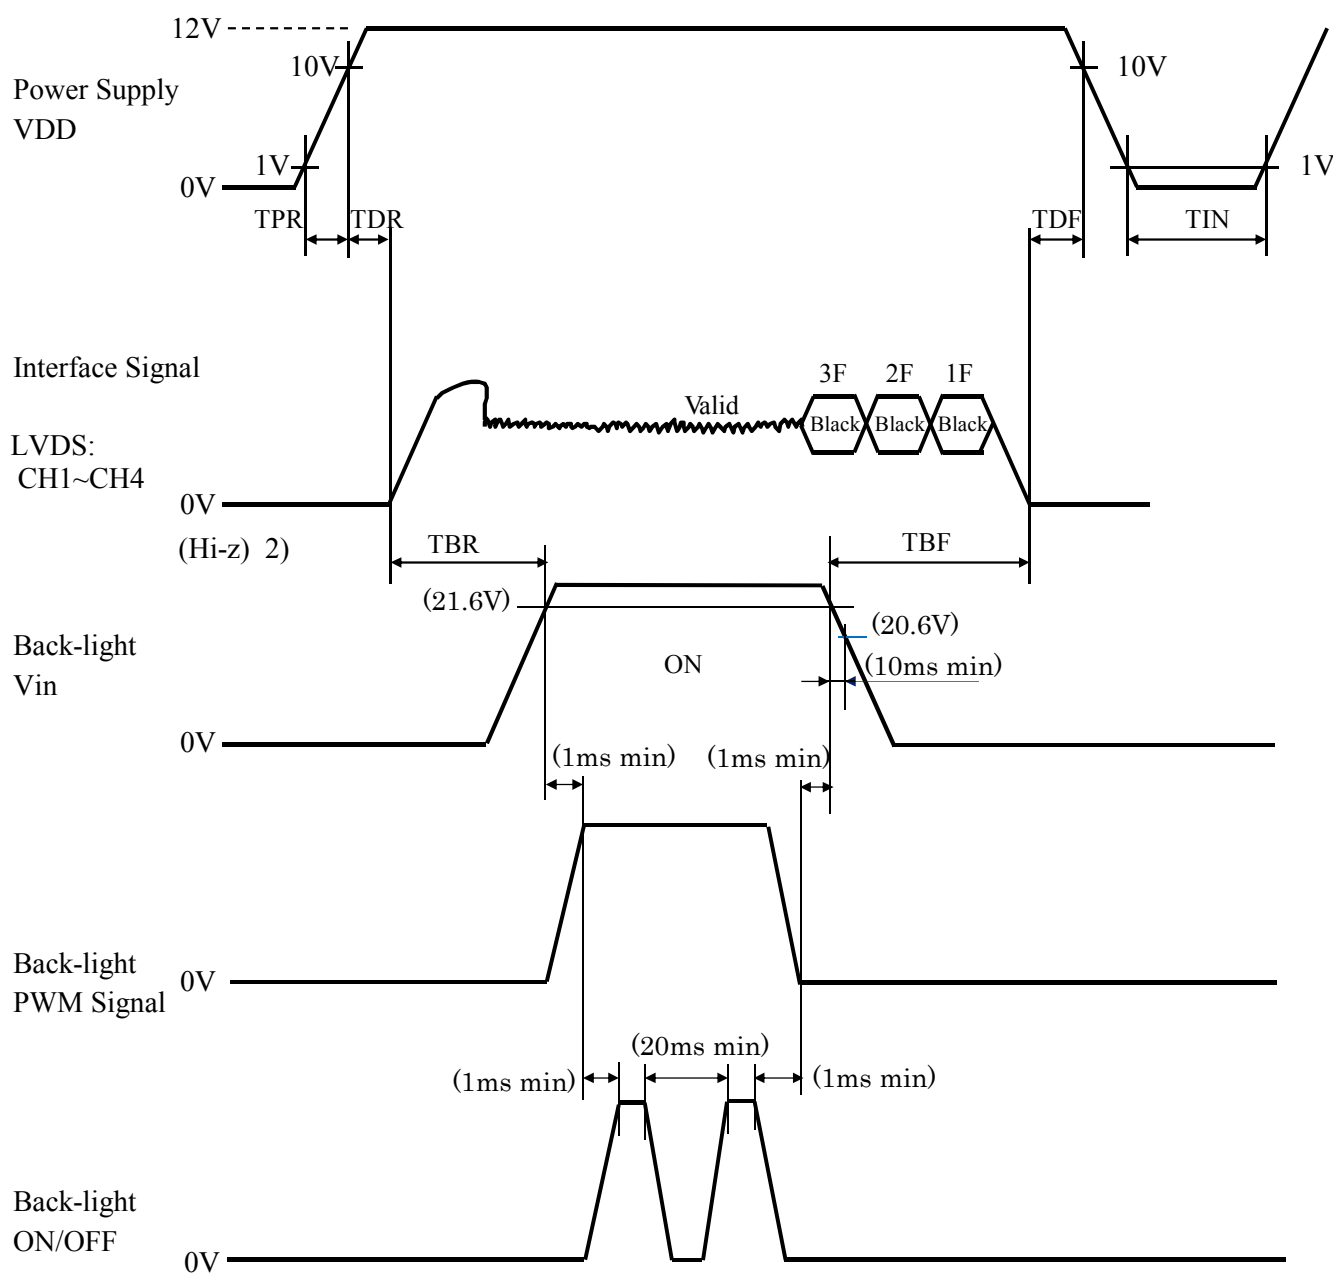 12V
10V
10V
Power Supply
VDD
1V
1V
0V
TPR
TDR
TDF
TIN
Interface Signal
3F
2F
1F
Valid
Black
Black
Black
LVDS:
CH1~CH4
0V
(Hi-z) 2)
TBR
TBF
(21.6V)
(20.6V)
Back-light
Vin
ON
(10ms min)
0V
(1ms min)
(1ms min)
Back-light
PWM Signal
0V
(20ms min)
(1ms min)
(1ms min)
Back-light
ON/OFF
0V